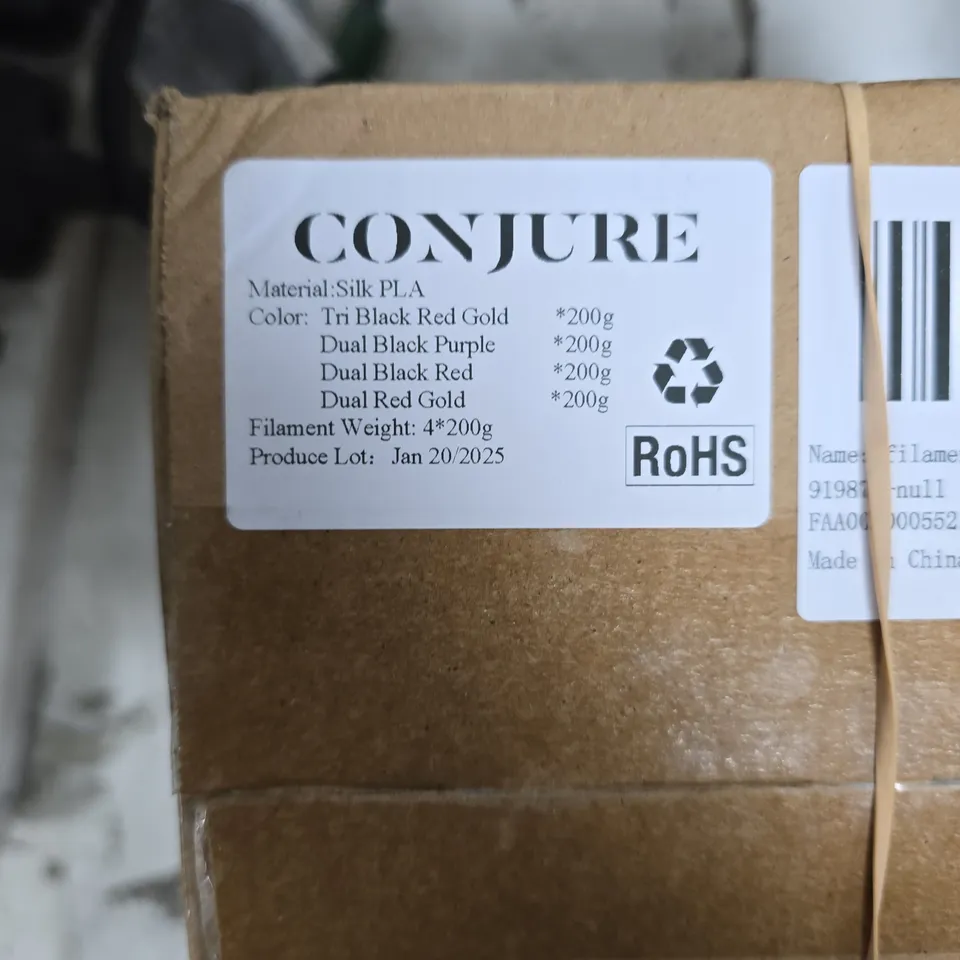 CONJURE
Material:Silk PLA
Color: Tri Black Red Gold *200g
Dual Black Purple *200g
Dual Black Red *200g
Dual Red Gold *200g
Filament Weight: 4*200g
Produce Lot: Jan 20/2025
RoHS
Name:
-null
Made China